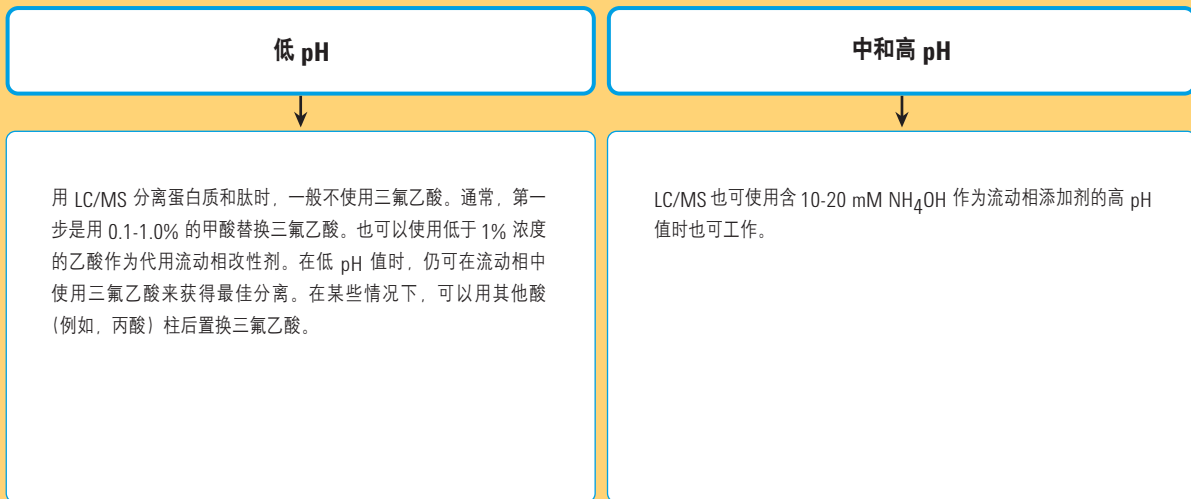 低 pH
用 LC/MS 分离蛋白质和肽时，一般不使用三氟乙酸。通常，第一
步是用 0.1-1.0% 的甲酸替换三氟乙酸。也可以使用低于 1% 浓度
的乙酸作为代用流动相改性剂。在低 pH 值时，仍可在流动相中
使用三氟乙酸来获得最佳分离。在某些情况下，可以用其他酸
（例如，丙酸）柱后置换三氟乙酸。
中和高 pH
LC/MS 也可使用含 10-20 mM NH4OH 作为流动相添加剂的高 pH
值时也可工作。